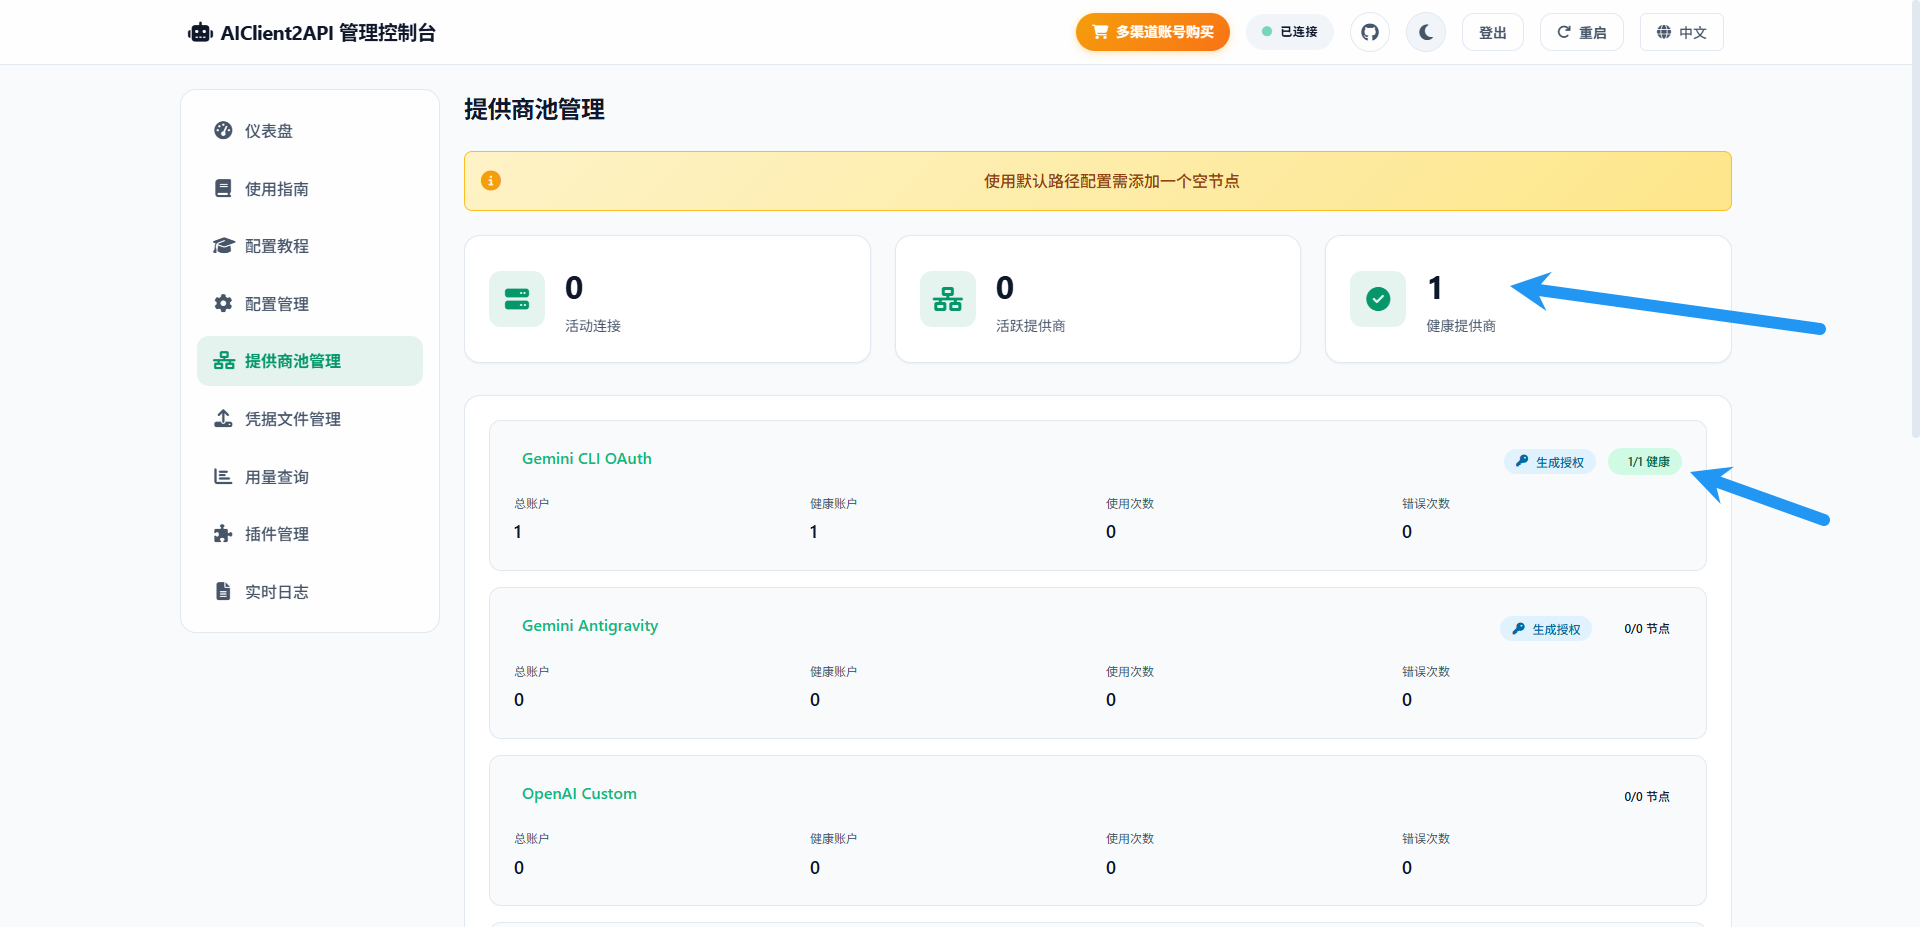 AIClient2API 管理控制台
多渠道账号购买
已连接
登出
重启
中文
仪表盘
使用指南
配置教程
配置管理
提供商池管理
凭据文件管理
用量查询
插件管理
实时日志
提供商池管理
使用默认路径配置需添加一个空节点
0
活动连接
0
活跃提供商
1
健康提供商
Gemini CLI OAuth
生成授权
1/1 健康
总账户
健康账户
使用次数
错误次数
1
1
0
0
Gemini Antigravity
生成授权
0/0 节点
总账户
健康账户
使用次数
错误次数
0
0
0
0
OpenAI Custom
0/0 节点
总账户
健康账户
使用次数
错误次数
0
0
0
0